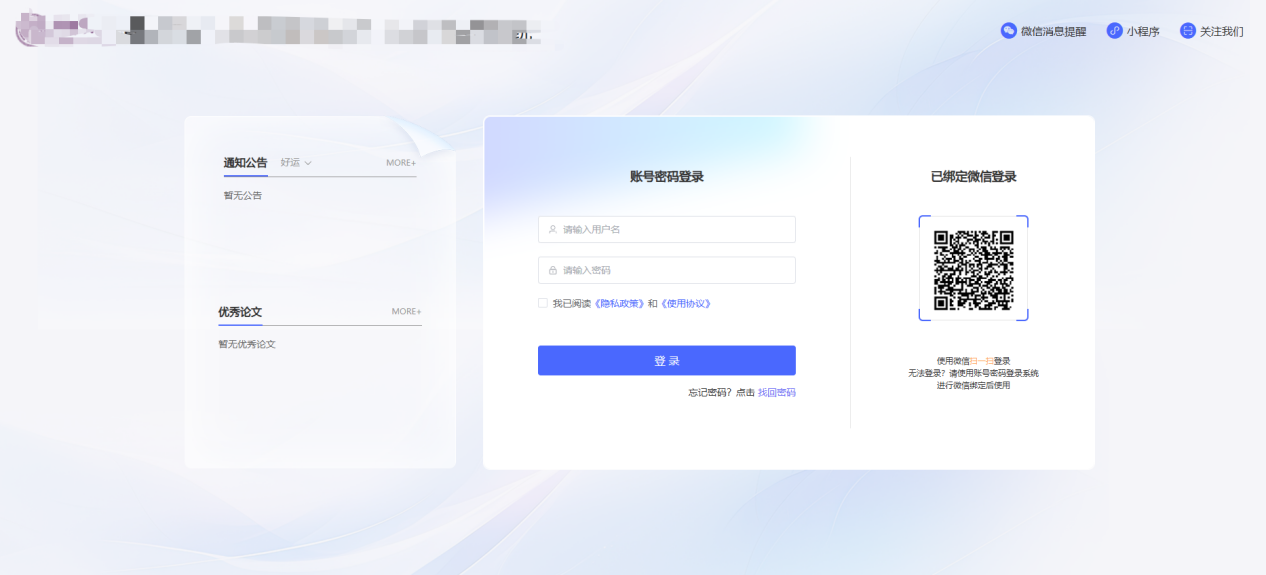 微信消息提醒
小程序
关注我们
通知公告 好运 MORE+
暂无公告
优秀论文 MORE+
暂无优秀论文
账号密码登录
请输入用户名
请输入密码
我已阅读《隐私政策》和《使用协议》
登 录
忘记密码？点击 找回密码
已绑定微信登录
使用微信扫一扫登录
无法登录？请使用账号密码登录系统
进行微信绑定后使用